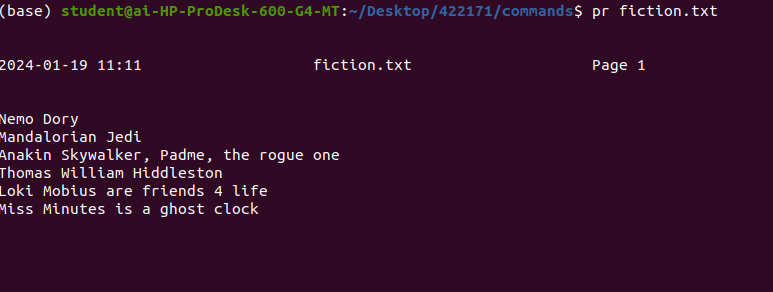 (base) student@ai-HP-ProDesk-600-G4-MT:~/Desktop/422171/commands$ pr fiction.txt
2024-01-19 11:11 fiction.txt Page 1
Nemo Dory
Mandalorian Jedi
Anakin Skywalker, Padme, the rogue one
Thomas William Hiddleston
Loki Mobius are friends 4 life
Miss Minutes is a ghost clock